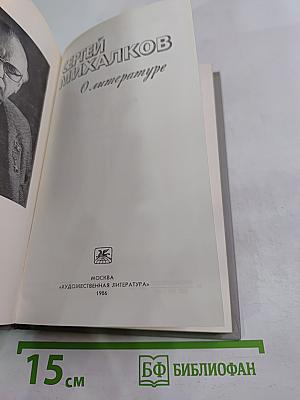 СЕРГЕЙ
МИХАЛКОВ
О литературе
МОСКВА
«ХУДОЖЕСТВЕННАЯ ЛИТЕРАТУРА»
1986
15 см
БФ БИБЛИОФАН